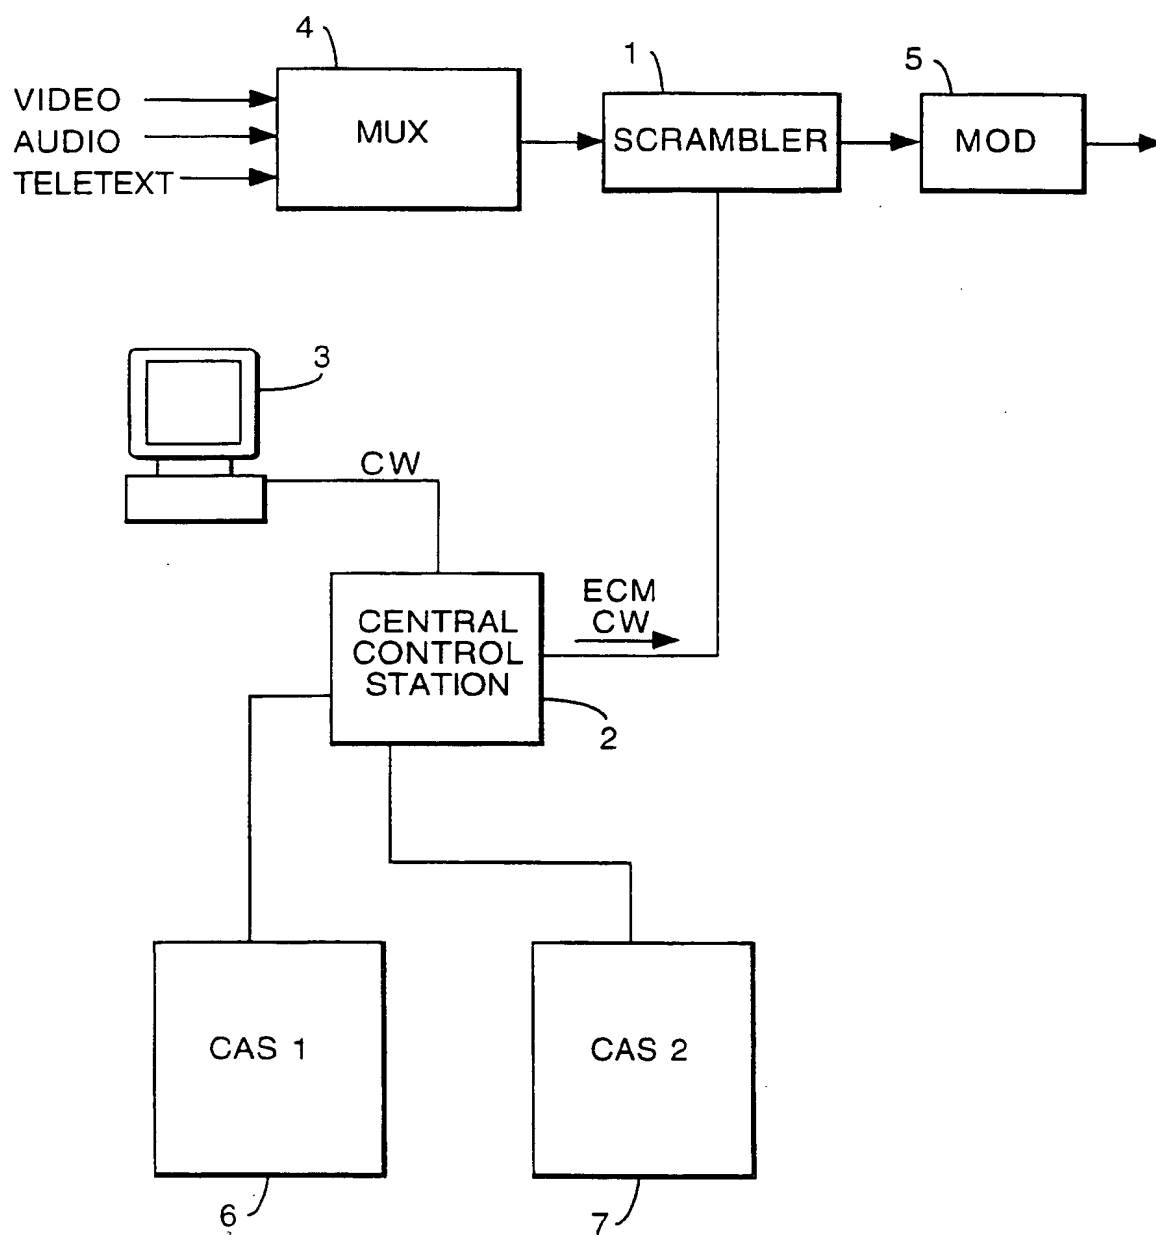 4
1
5
VIDEO
AUDIO
TELETEXT
MUX
SCRAMBLER
MOD
3
CW
ECM
CW
CENTRAL
CONTROL
STATION
2
CAS 1
CAS 2
6
7